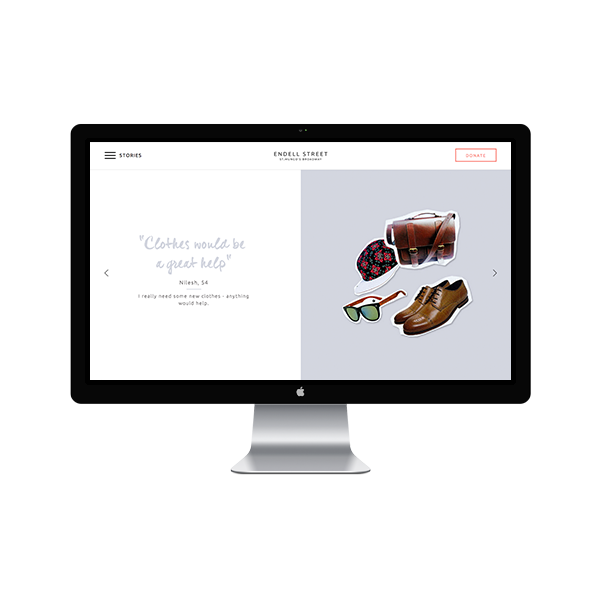 STORIES
ENDELL STREET
ST.MUNGO'S BROADWAY
DONATE
"Clothes would be
a great help"
Nilesh, 54
I really need some new clothes - anything
would help.